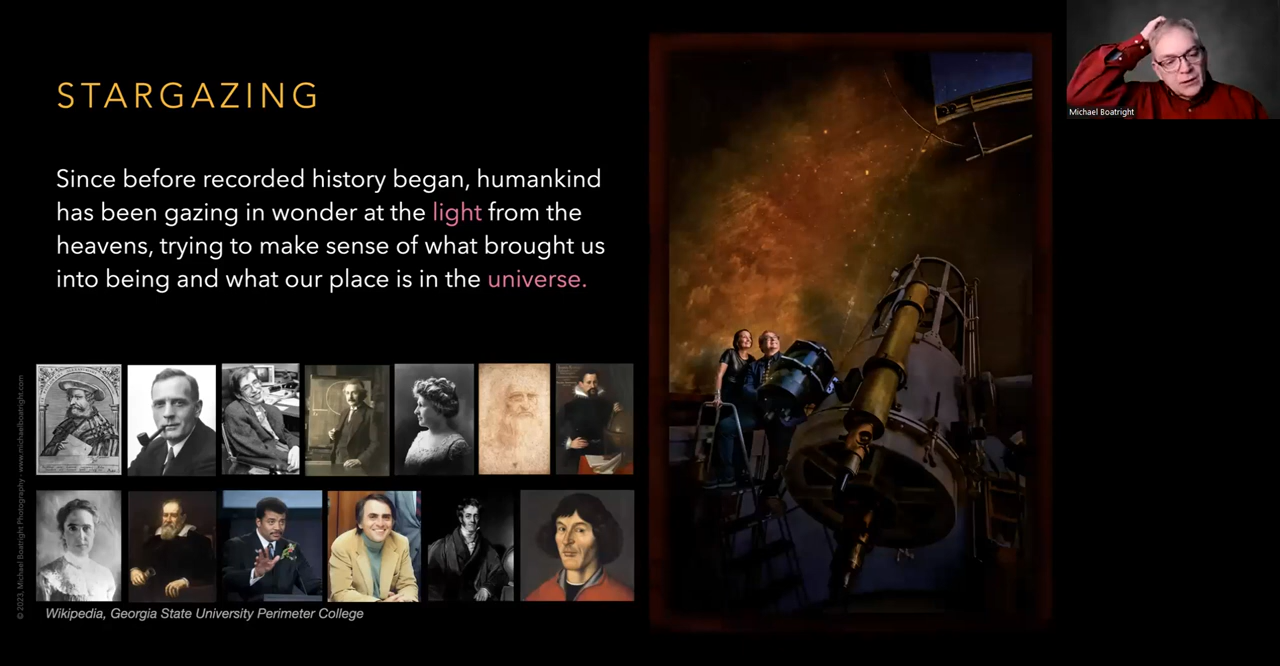 STARGAZING
Since before recorded history began, humankind
has been gazing in wonder at the light from the
heavens, trying to make sense of what brought us
into being and what our place is in the universe.
Wikipedia, Georgia State University Perimeter College
© 2023, Michael Boatright Photography - www.michaelboatright.com
Michael Boatright